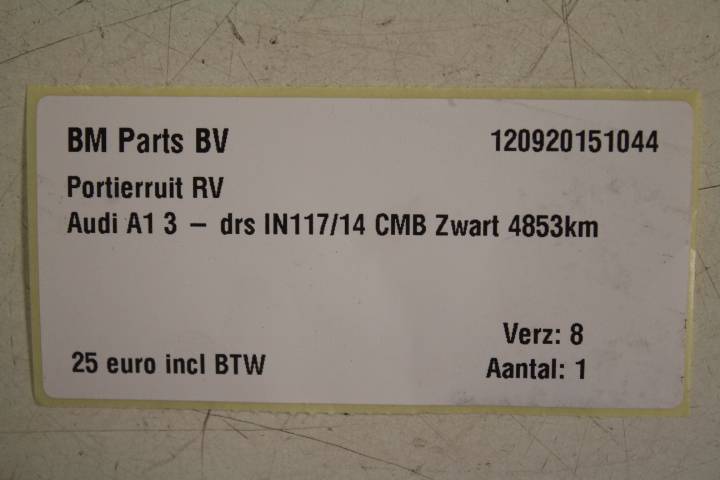 BM Parts BV 120920151044
Portierruit RV
Audi A1 3 – drs IN117/14 CMB Zwart 4853km
Verz: 8
25 euro incl BTW Aantal: 1